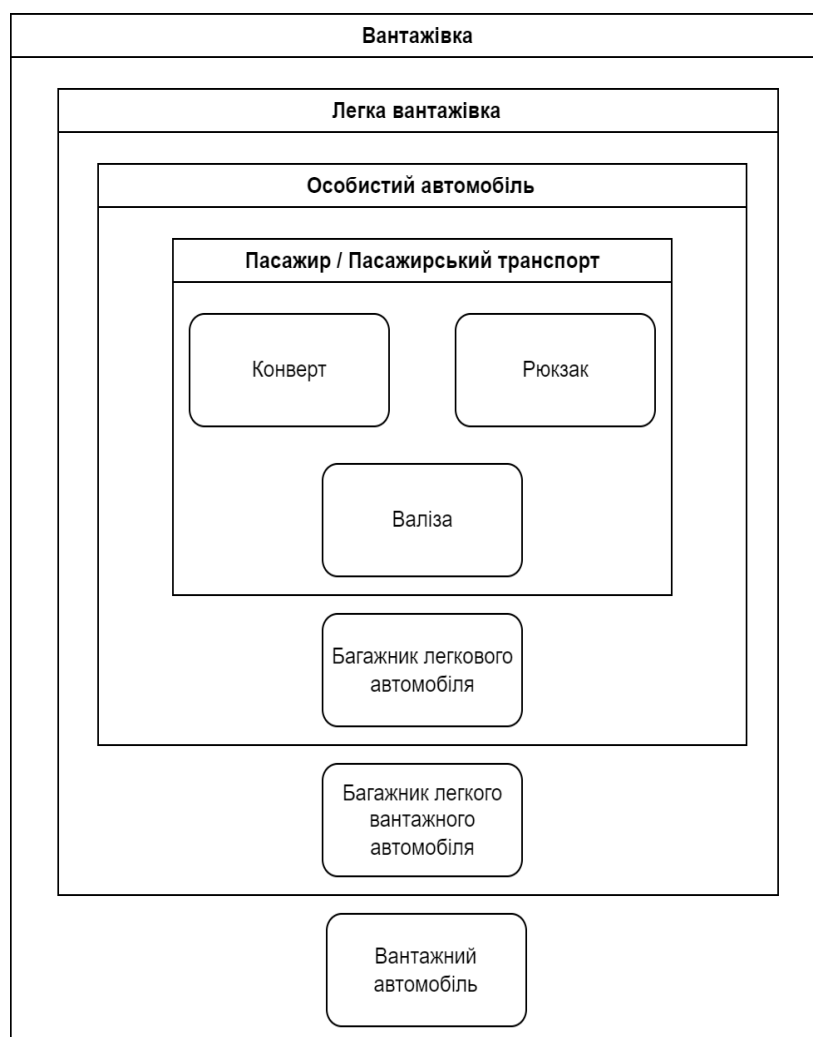 Вантажівка
Легка вантажівка
Особистий автомобіль
Пасажир / Пасажирський транспорт
Конверт
Рюкзак
Валіза
Багажник легкового
автомобіля
Багажник легкого
вантажного
автомобіля
Вантажний
автомобіль